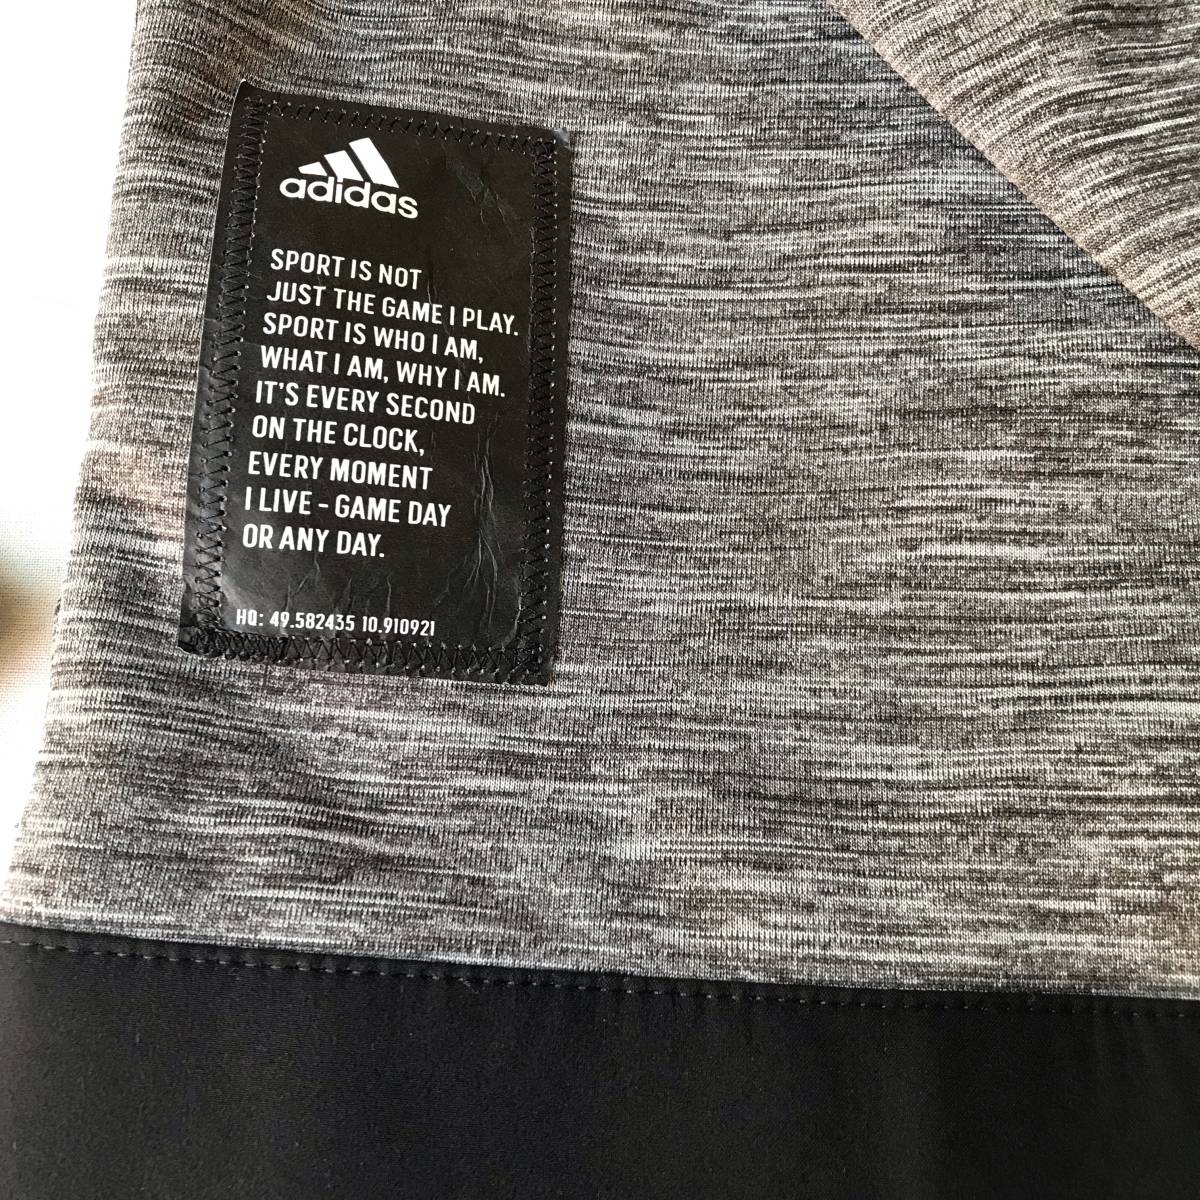 adidas
SPORT IS NOT
JUST THE GAME I PLAY.
SPORT IS WHO I AM,
WHAT I AM, WHY I AM.
IT'S EVERY SECOND
ON THE CLOCK,
EVERY MOMENT
I LIVE - GAME DAY
OR ANY DAY.
HQ: 49.582435 10.910921